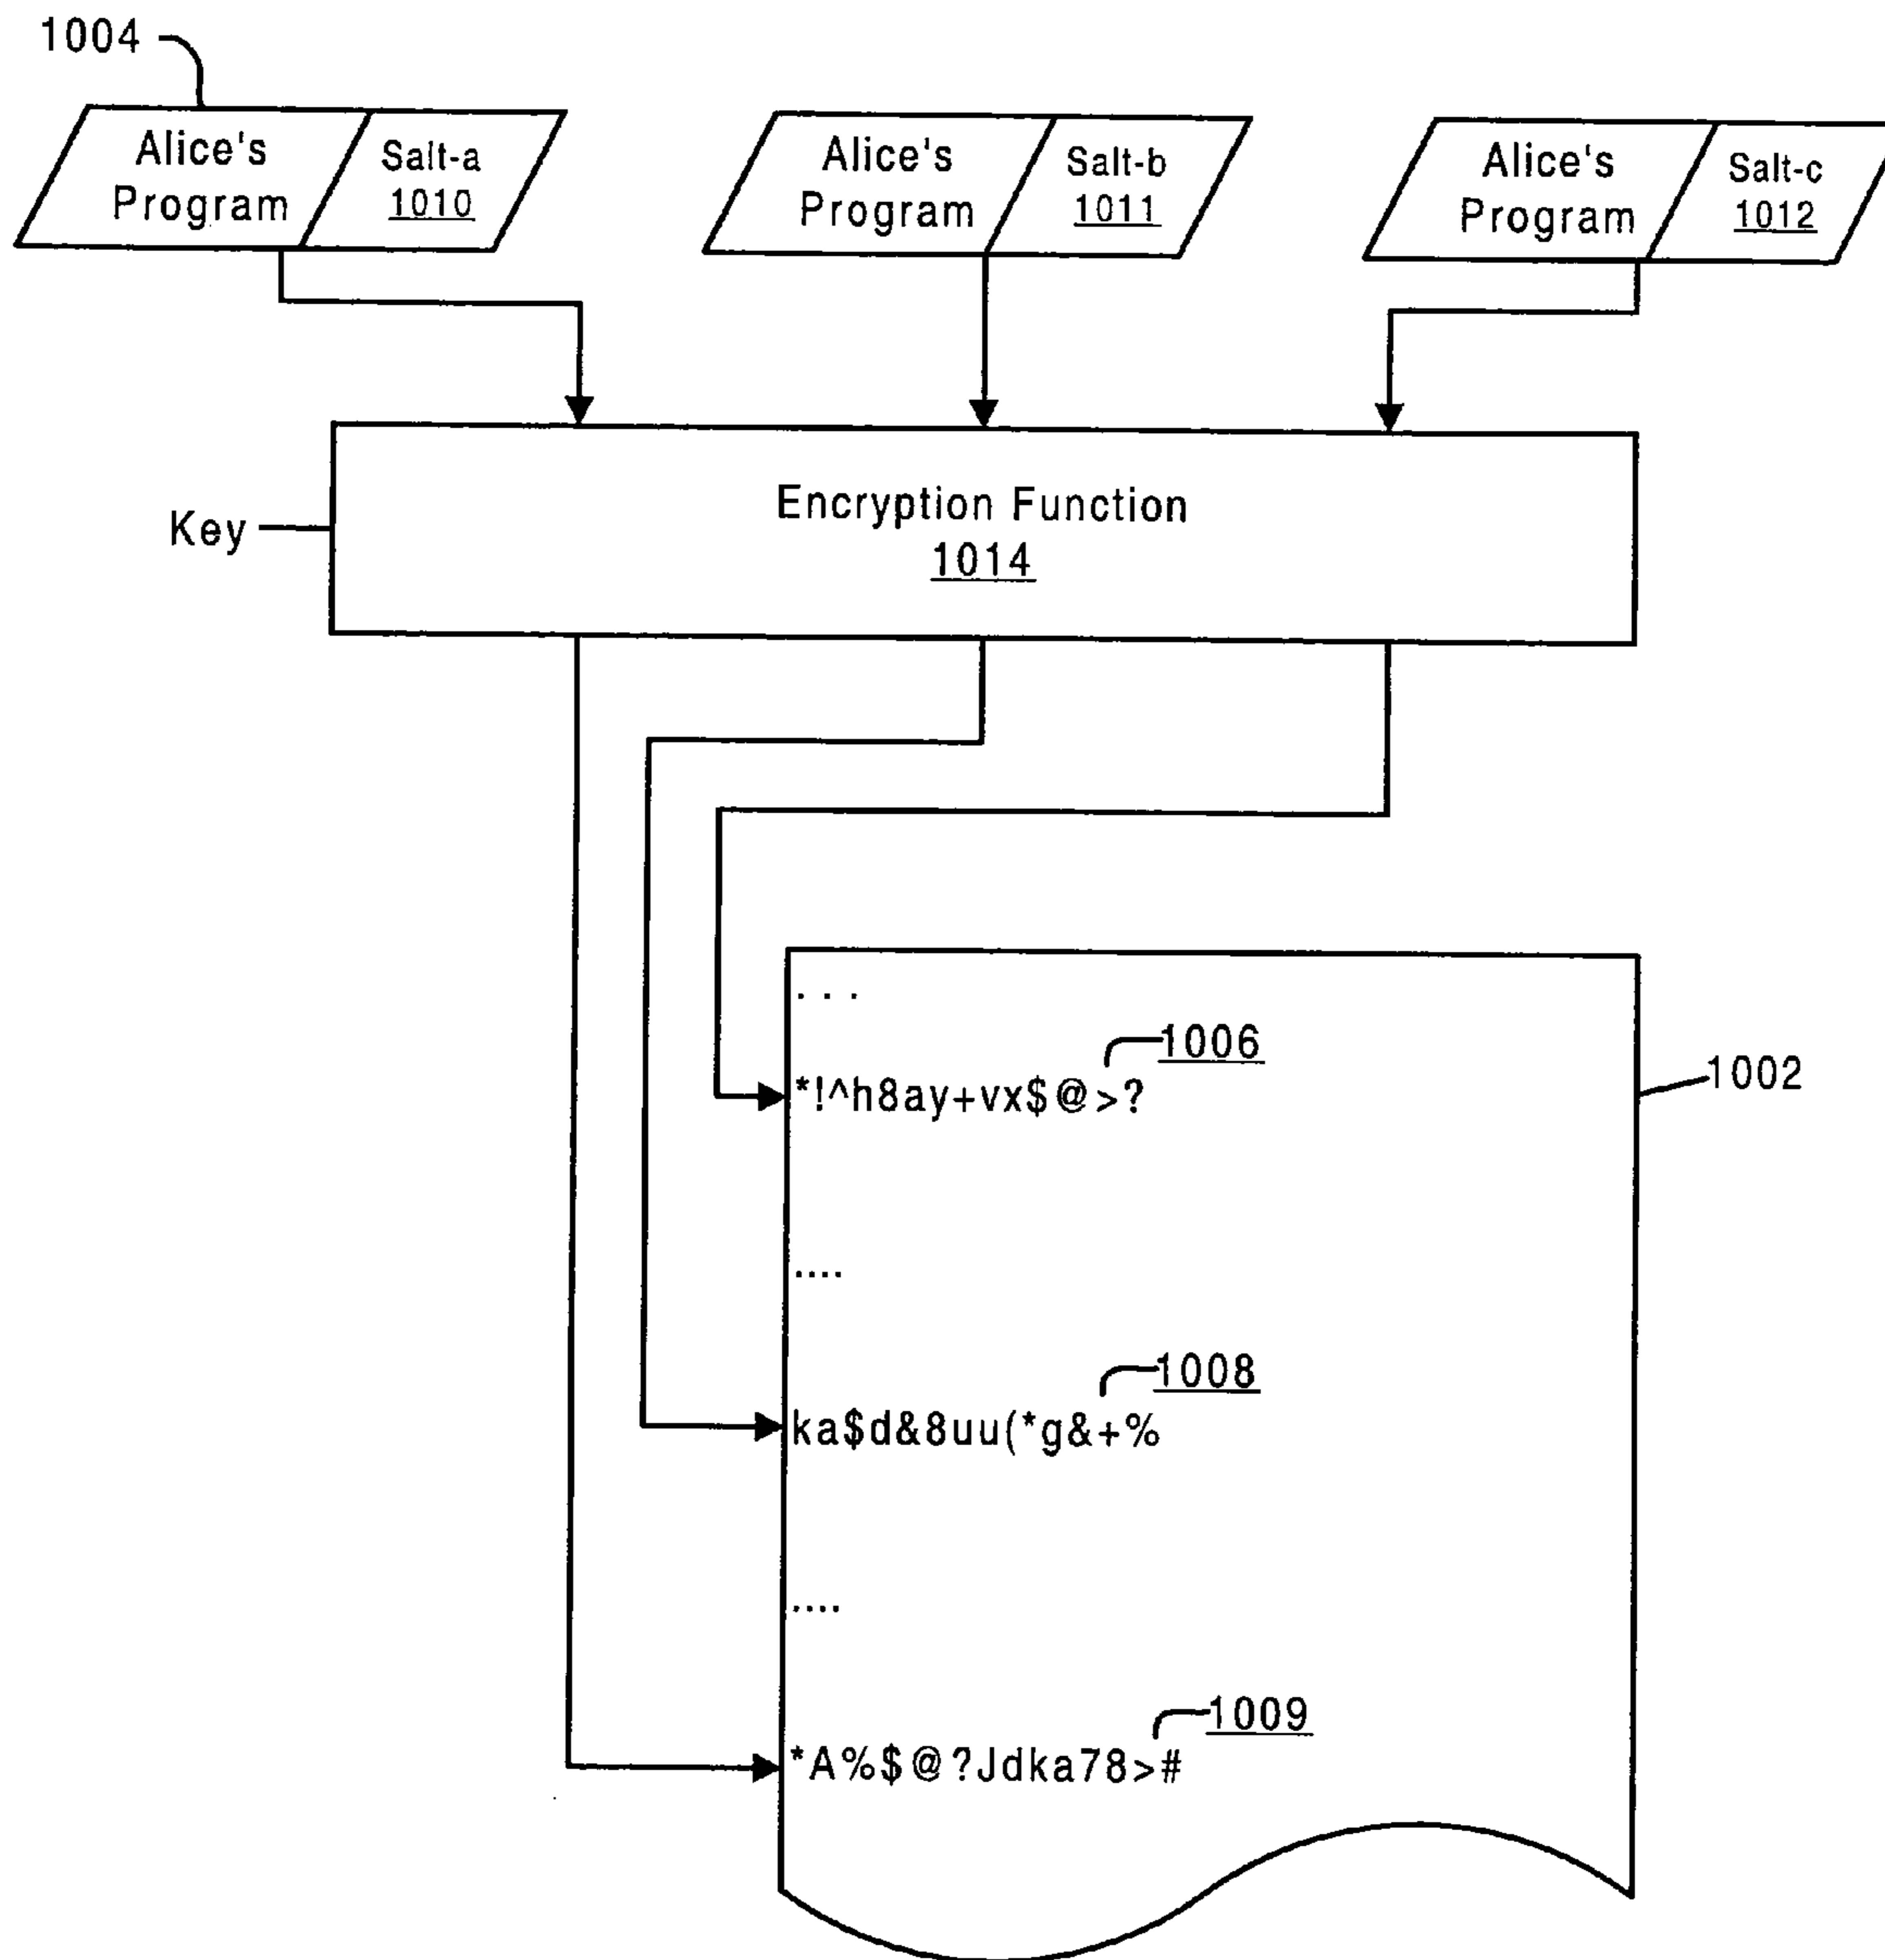 1004
Alice's
Program
Salt-a
1010
Alice's
Program
Salt-b
1011
Alice's
Program
Salt-c
1012
Key
Encryption Function
1014
. . .
1006
*!^h8ay+vx$@>?
1002
....
1008
ka$d&8uu(*g&+%
....
1009
*A%$@?Jdka78>#